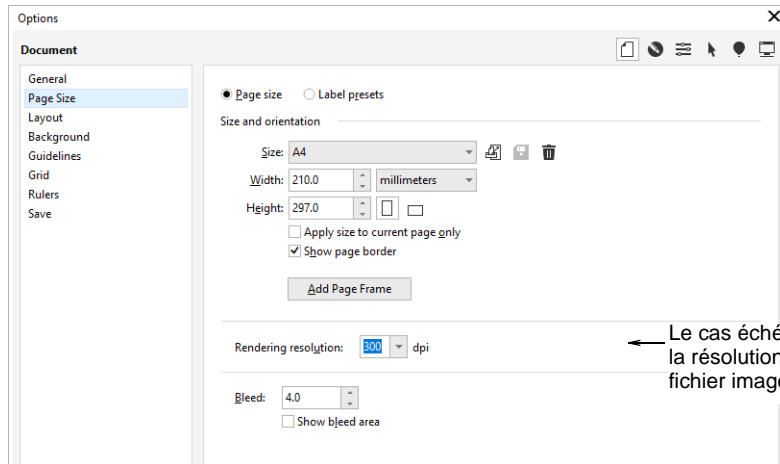 Options
Document
General
Page Size
Layout
Background
Guidelines
Grid
Rulers
Save
Page size Label presets
Size and orientation
Size: A4
Width: 210.0 millimeters
Height: 297.0
Apply size to current page only
Show page border
Add Page Frame
Rendering resolution: 300 dpi
Le cas
la résolution
fichier
Bleed: 4.0
Show bleed area